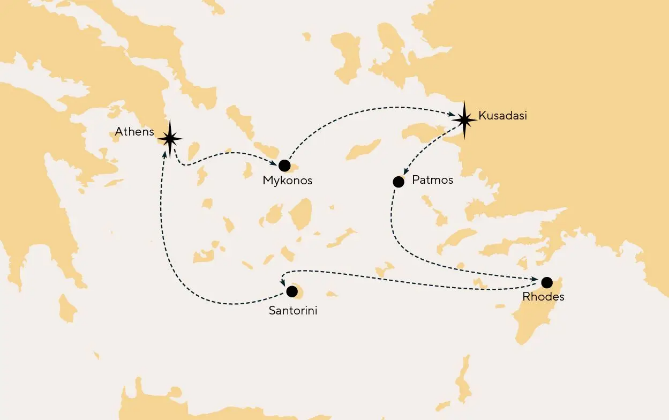 Kusadasi
Athens
Mykonos
Patmos
Rhodes
Santorini